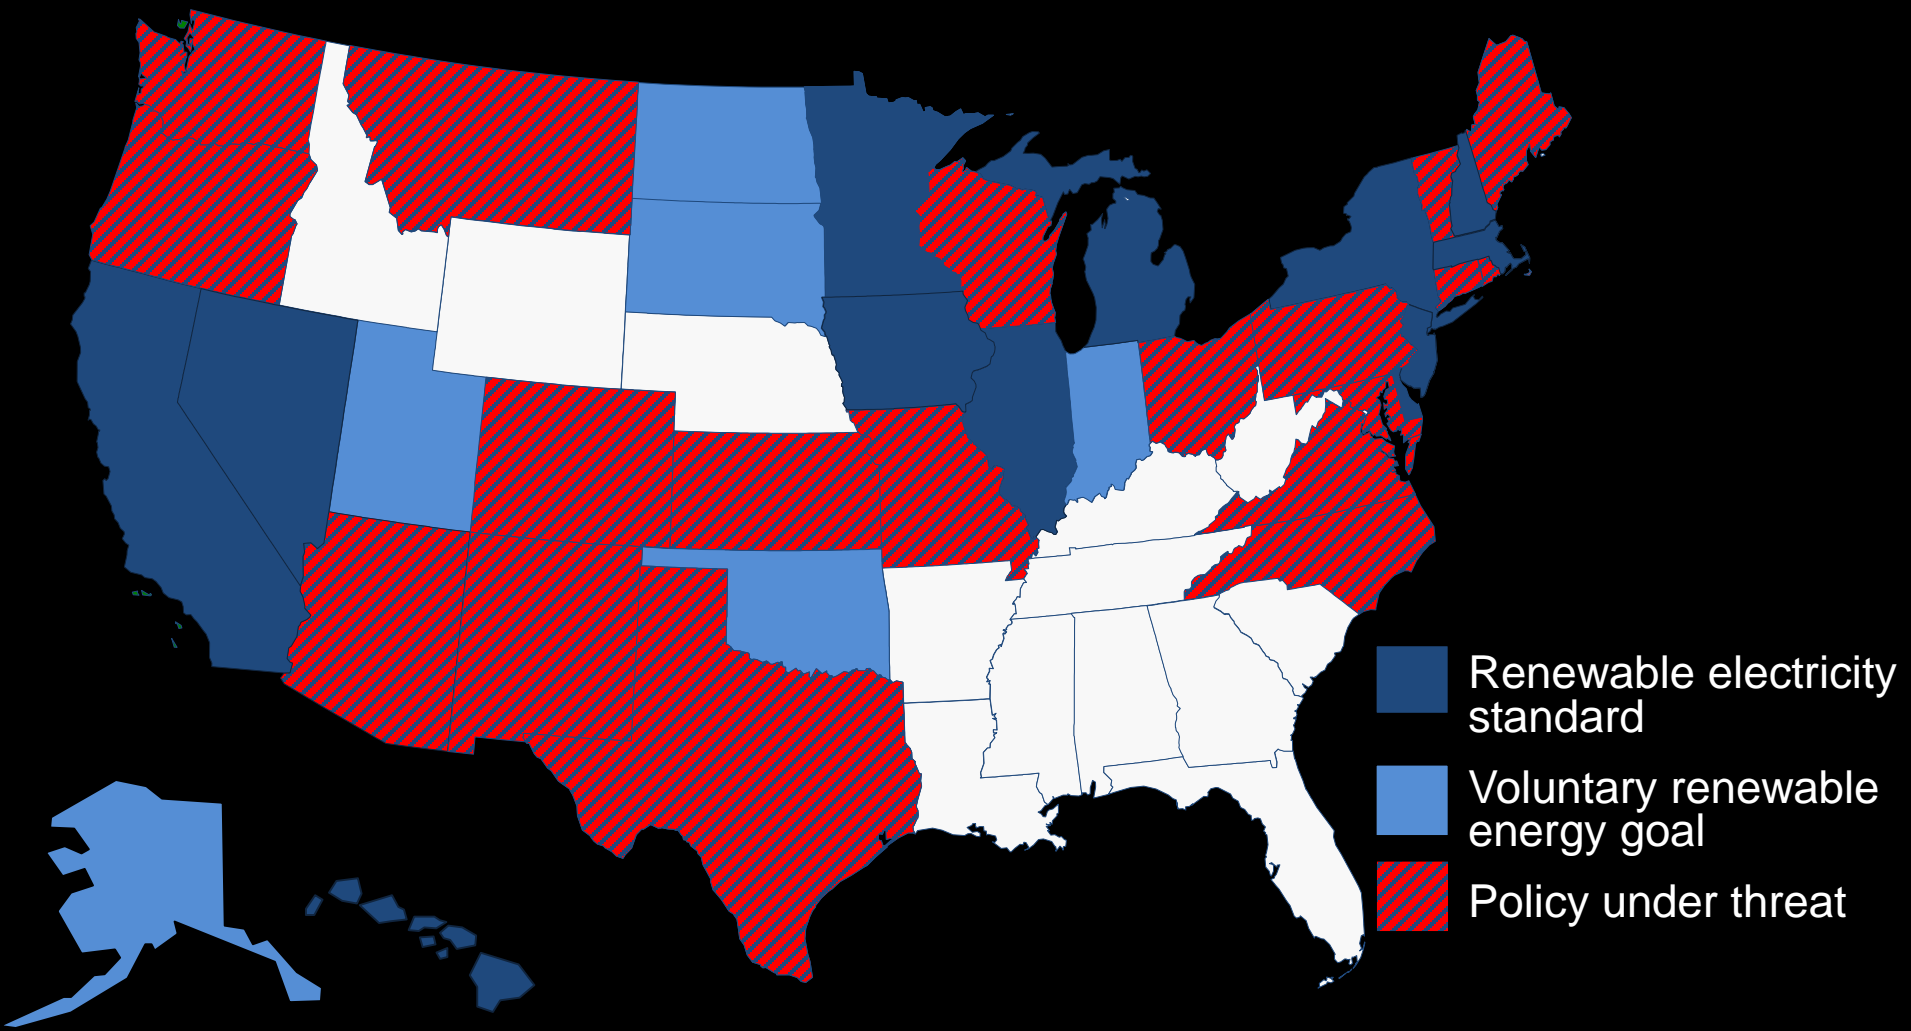 Renewable electricity
standard
Voluntary renewable
energy goal
Policy under threat